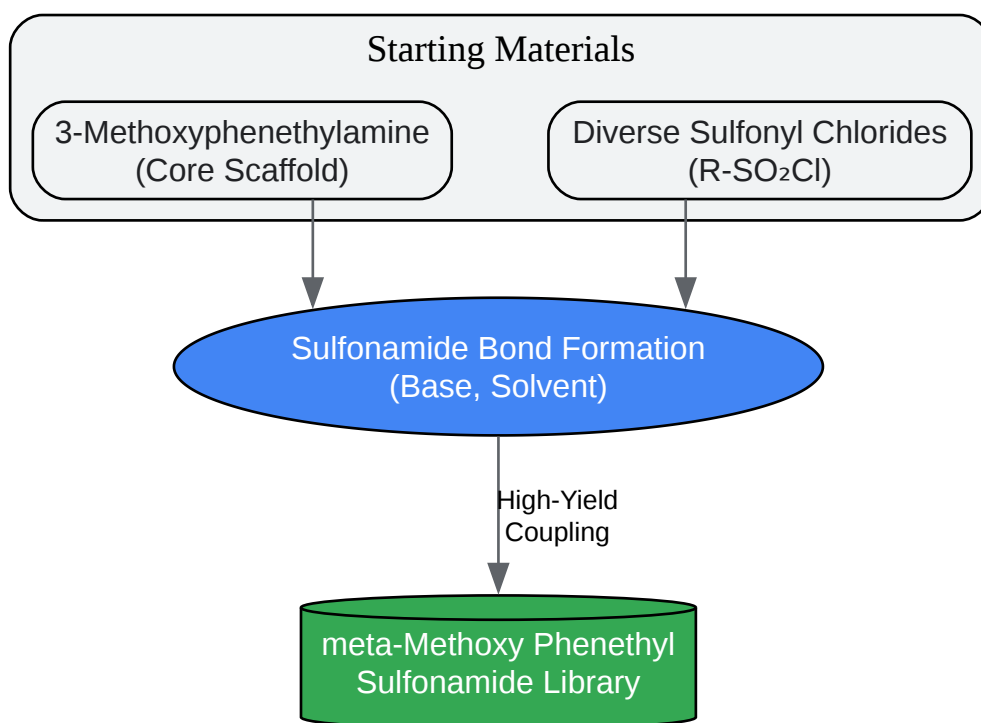 Starting Materials
3-Methoxyphenethylamine
(Core Scaffold)
Diverse Sulfonyl Chlorides
(R-SO₂Cl)
Sulfonamide Bond Formation
(Base, Solvent)
High-Yield
Coupling
meta-Methoxy Phenethyl
Sulfonamide Library